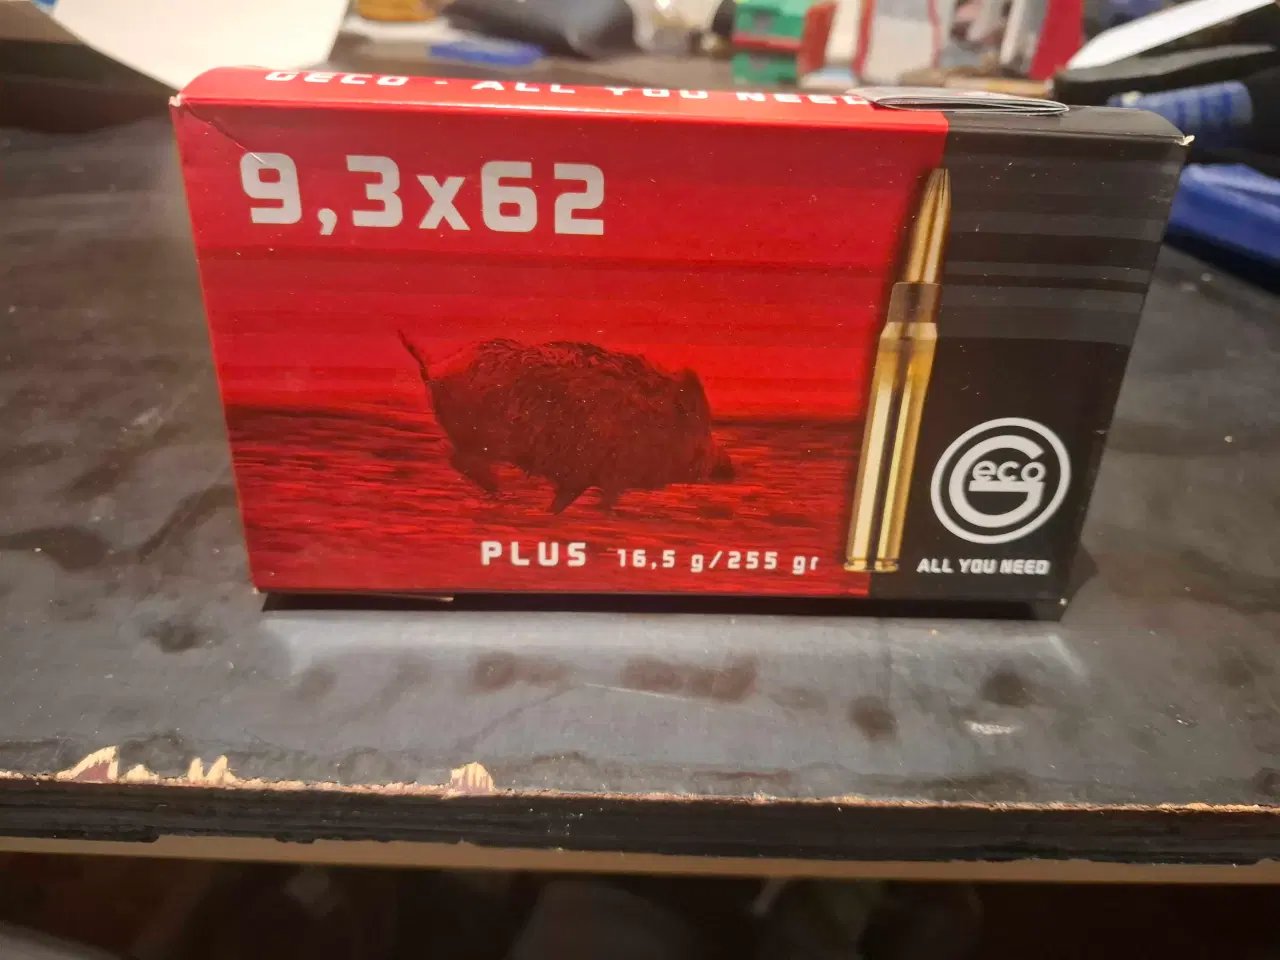 GECO - ALL YOU NEED
9,3x62
Geco
PLUS 16,5 g/255 gr
ALL YOU NEED